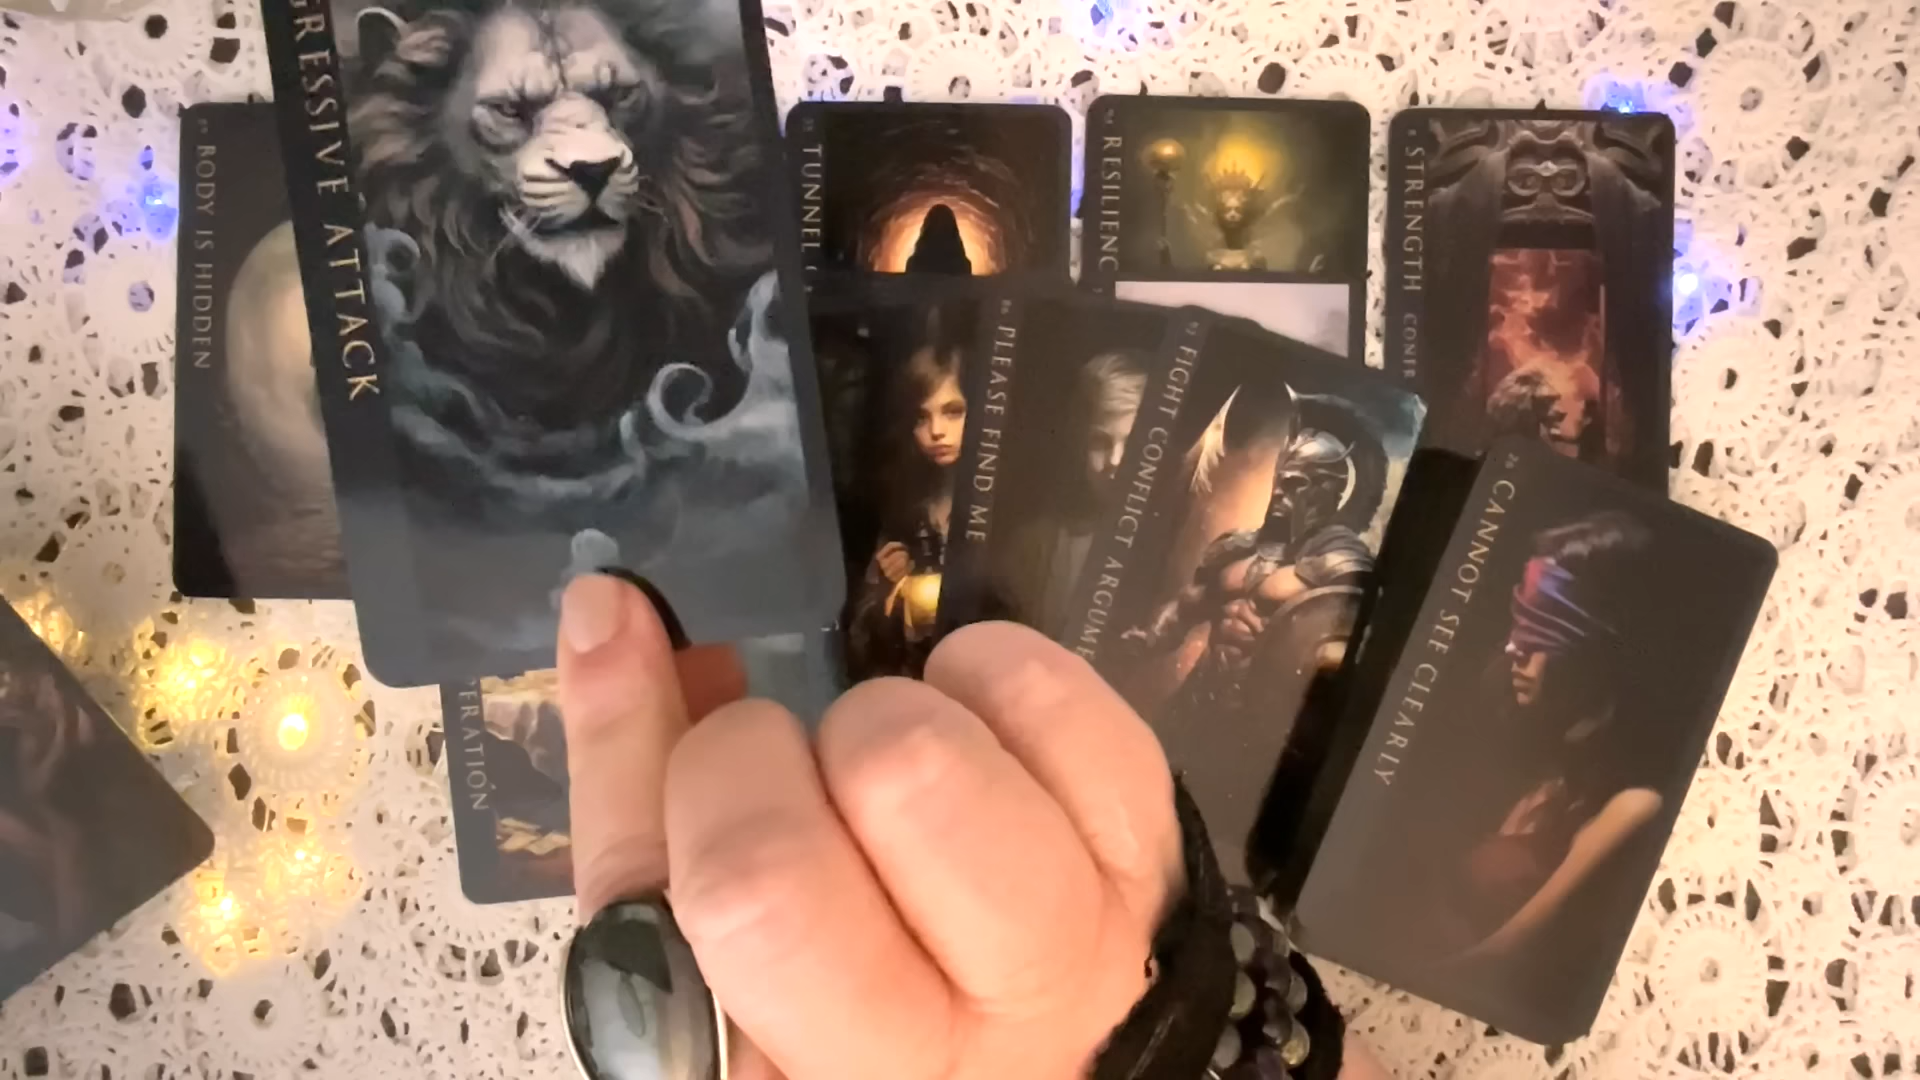 BODY IS HIDDEN
GRESSIVE ATTACK
TUNNEL
RESILIENC
STRENGTH
PLEASE FIND ME
FIGHT CONFLICT ARGUME
CANNOT SEE CLEARLY
ERATION